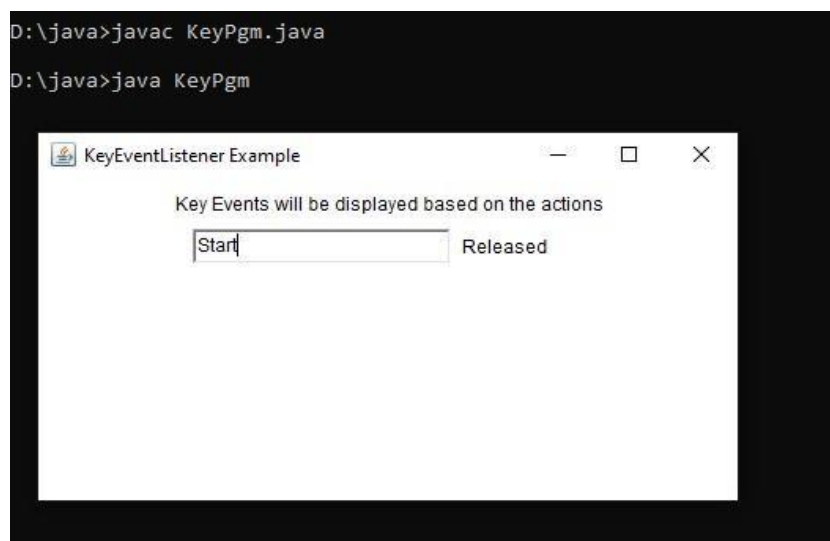 D:\java>javac KeyPgm.java
D:\java>java KeyPgm
KeyEventListener Example
Key Events will be displayed based on the actions
Start Released